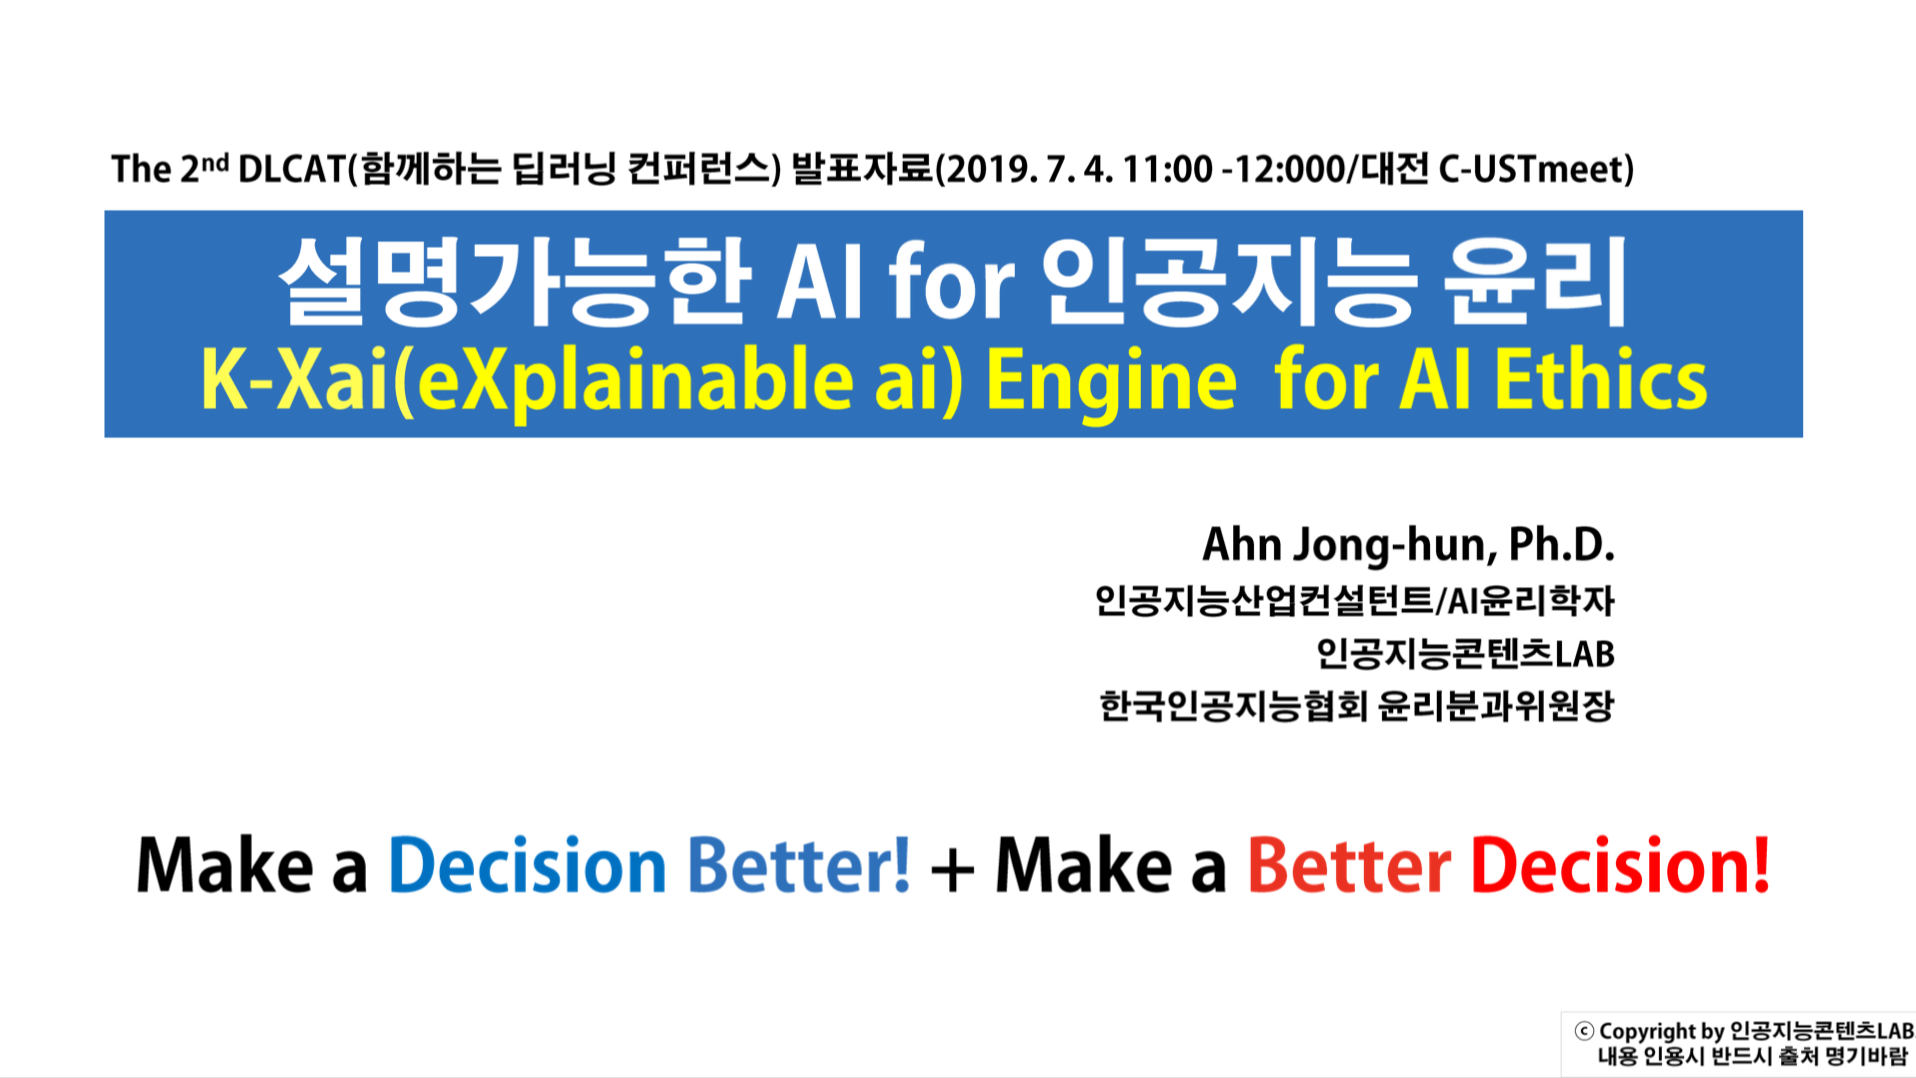 The 2nd DLCAT(함께하는 딥러닝 컨퍼런스) 발표자료(2019. 7. 4. 11:00 -12:000/대전 C-USTmeet)
설명가능한 AI for 인공지능 윤리
K-Xai(eXplainable ai) Engine for AI Ethics
Ahn Jong-hun, Ph.D.
인공지능산업컨설턴트/AI윤리학자
인공지능콘텐츠LAB
한국인공지능협회 윤리분과위원장
Make a Decision Better! + Make a Better Decision!
ⓒ Copyright by 인공지능콘텐츠LAB.
내용 인용시 반드시 출처 명기바람